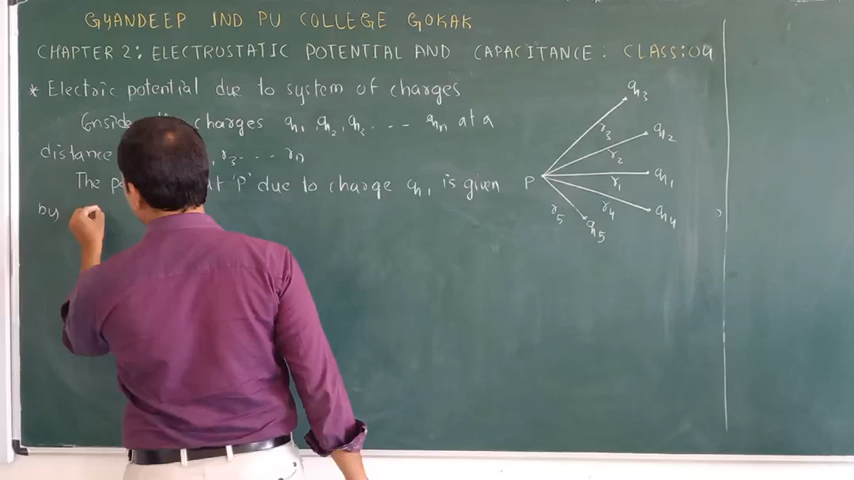 GYANDEEP IND PU COLLEGE GOKAK
CHAPTER 2: ELECTROSTATIC POTENTIAL AND CAPACITANCE. CLASS:04
* Electric potential due to system of charges
charges q1, q2, q3 .... qn at a
distance r3 .... rn
The at 'P' due to charge q1 is given
by
q3
q2
r3
r2
P
q1
r1
r4
q4
r5
q5